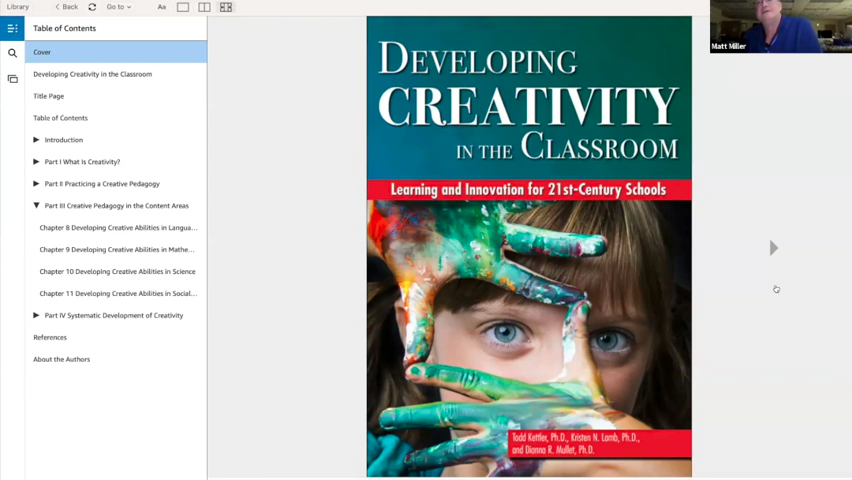 Library
Back
Go to
Aa
Table of Contents
Cover
Developing Creativity in the Classroom
Title Page
Table of Contents
Introduction
Part I What Is Creativity?
Part II Practicing a Creative Pedagogy
Part III Creative Pedagogy in the Content Areas
Chapter 8 Developing Creative Abilities in Langua...
Chapter 9 Developing Creative Abilities in Mathe...
Chapter 10 Developing Creative Abilities in Science
Chapter 11 Developing Creative Abilities in Social...
Part IV Systematic Development of Creativity
References
About the Authors
DEVELOPING
CREATIVITY
IN THE CLASSROOM
Learning and Innovation for 21st-Century Schools
Todd Kettler, Ph.D., Kristen N. Lamb, Ph.D.,
and Dianna R. Mullet, Ph.D.
Matt Miller